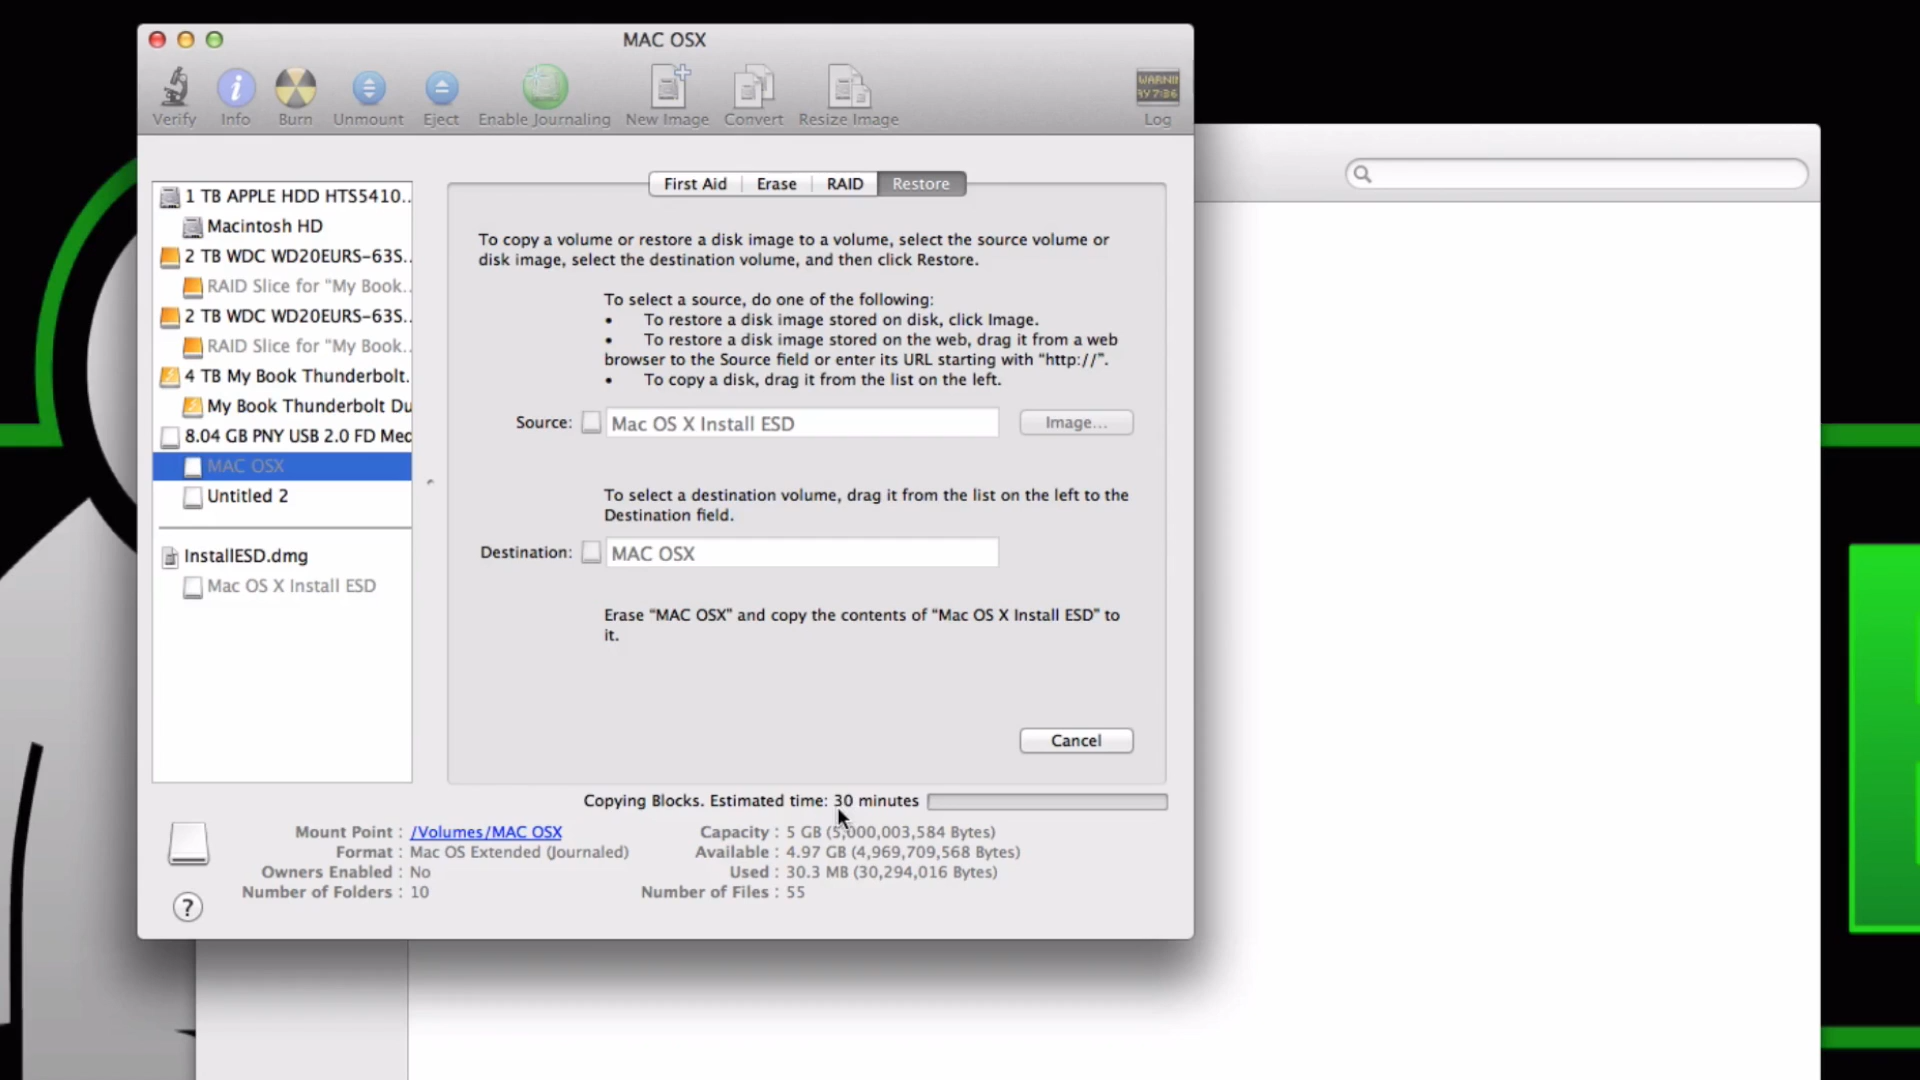 MAC OSX
Verify
Info
Burn
Unmount
Eject
Enable Journaling
New Image
Convert
Resize Image
WARNIN
AY 7:36
Log
1 TB APPLE HDD HTS5410...
Macintosh HD
2 TB WDC WD20EURS-63S...
RAID Slice for "My Book...
2 TB WDC WD20EURS-63S...
RAID Slice for "My Book...
4 TB My Book Thunderbolt.
My Book Thunderbolt Du
8.04 GB PNY USB 2.0 FD Med
MAC OSX
Untitled 2
InstallESD.dmg
Mac OS X Install ESD
First Aid
Erase
RAID
Restore
To copy a volume or restore a disk image to a volume, select the source volume or
disk image, select the destination volume, and then click Restore.
To select a source, do one of the following:
• To restore a disk image stored on disk, click Image.
• To restore a disk image stored on the web, drag it from a web
browser to the Source field or enter its URL starting with "http://".
• To copy a disk, drag it from the list on the left.
Source: Mac OS X Install ESD
Image...
To select a destination volume, drag it from the list on the left to the
Destination field.
Destination: MAC OSX
Erase "MAC OSX" and copy the contents of "Mac OS X Install ESD" to
it.
Cancel
Copying Blocks. Estimated time: 30 minutes
Mount Point : /Volumes/MAC OSX
Format : Mac OS Extended (Journaled)
Owners Enabled : No
Number of Folders : 10
Capacity : 5 GB (5,000,003,584 Bytes)
Available : 4.97 GB (4,969,709,568 Bytes)
Used : 30.3 MB (30,294,016 Bytes)
Number of Files : 55
?